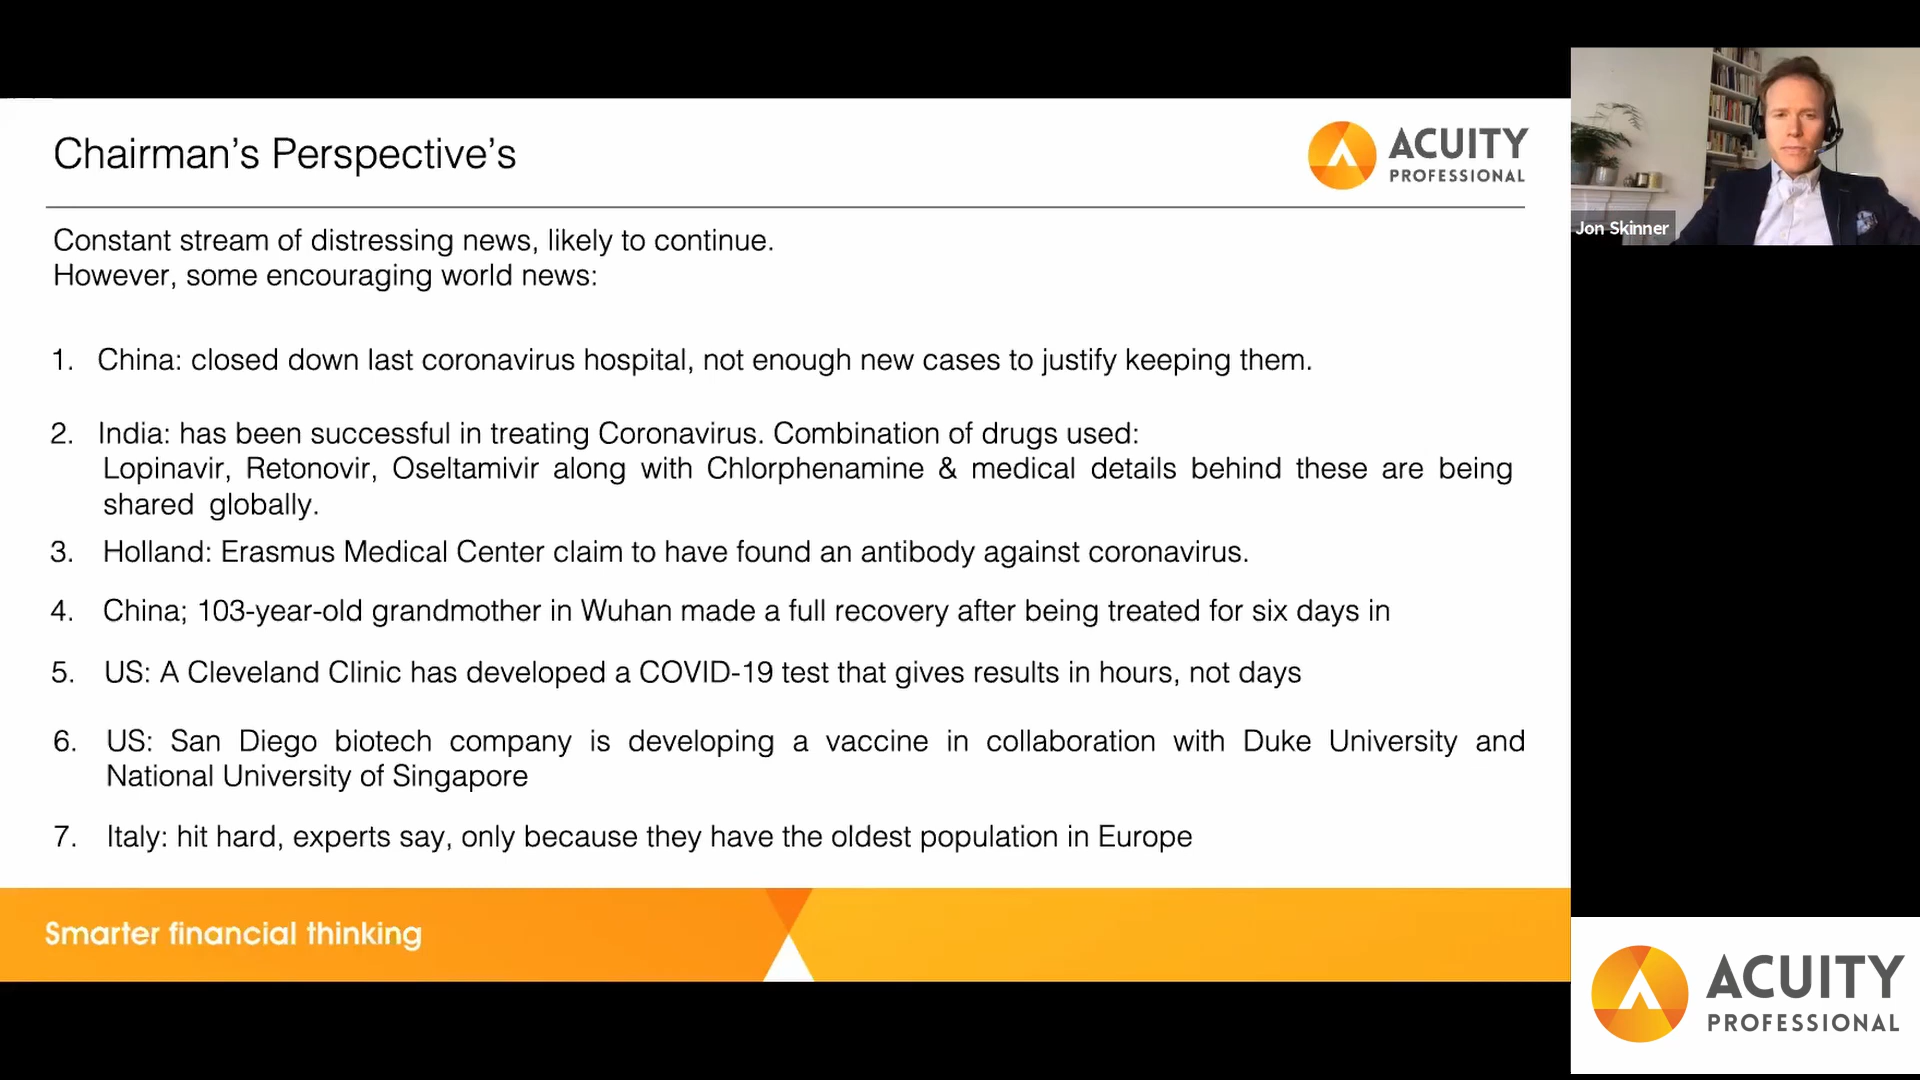 Chairman's Perspective's
ACUITY
PROFESSIONAL
Jon Skinner
Constant stream of distressing news, likely to continue.
However, some encouraging world news:
1. China: closed down last coronavirus hospital, not enough new cases to justify keeping them.
2. India: has been successful in treating Coronavirus. Combination of drugs used:
Lopinavir, Retonovir, Oseltamivir along with Chlorphenamine & medical details behind these are being
shared globally.
3. Holland: Erasmus Medical Center claim to have found an antibody against coronavirus.
4. China; 103-year-old grandmother in Wuhan made a full recovery after being treated for six days in
5. US: A Cleveland Clinic has developed a COVID-19 test that gives results in hours, not days
6. US: San Diego biotech company is developing a vaccine in collaboration with Duke University and
National University of Singapore
7. Italy: hit hard, experts say, only because they have the oldest population in Europe
Smarter financial thinking
ACUITY
PROFESSIONAL